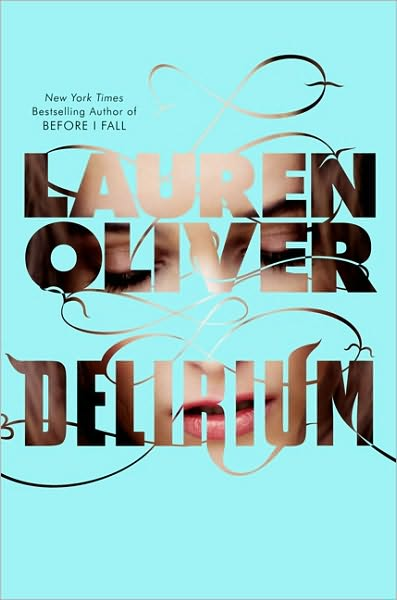 New York Times
Bestselling Author of
BEFORE I FALL
LAUREN
OLIVER
DELIRIUM